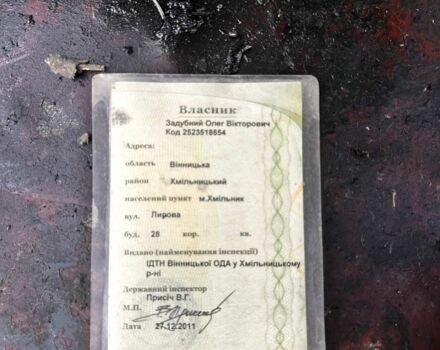 Власник
Задубний Олег Вікторович
Код 2523518654
Адреса:
область Вінницька
район Хмільницький
населений пункт м.Хмільник
вул. Лирова
буд. 28 кор. кв.
Видано (найменування інспекції)
ІДТН Вінницької ОДА у Хмільницькому
р-ні
Державний інспектор
Присіч В.Г.
М.П.
Дата 27.12.2011